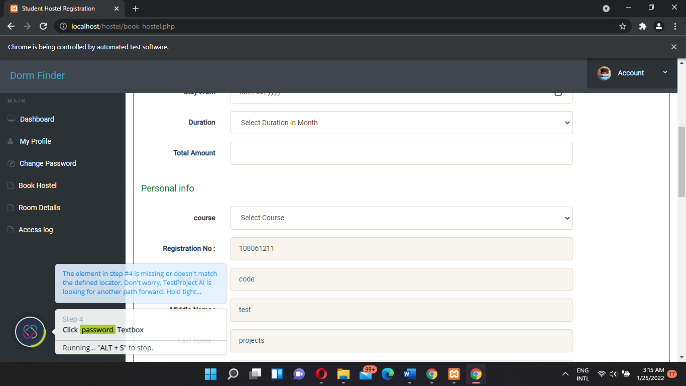 Student Hostel Registration
localhost/hostel/book-hostel.php
Chrome is being controlled by automated test software.
Dorm Finder
Account
MAIN
Dashboard
My Profile
Change Password
Book Hostel
Room Details
Access log
Duration
Select Duration in Month
Total Amount
Personal info
course
Select Course
Registration No :
108061211
code
Middle Name :
test
projects
The element in step #4 is missing or doesn't match
the defined locator. Don't worry, TestProject AI is
looking for another path forward. Hold tight...
Step 4
Click password Textbox
Running... "ALT + S" to stop.
99+
ENG
INTL
3:15 AM
1/25/2022